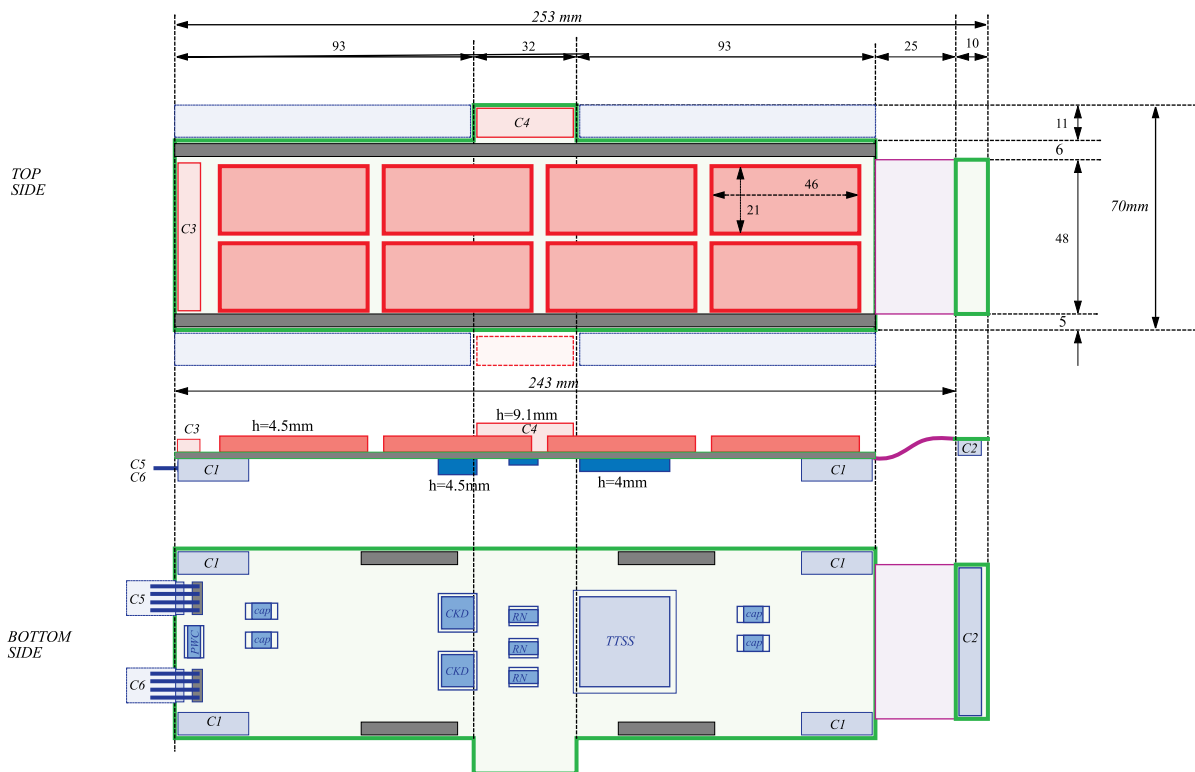 253 mm
93 32 93 25 10
C4
11
6
TOP
SIDE
C3
46
21
70mm
48
5
243 mm
h=9.1mm
h=4.5mm
C3 C4
C5
C6
C1 C1 C2
h=4.5mm h=4mm
C1 C1
C5
cap CKD RN TTSS cap
BOTTOM
SIDE
PWC cap RN cap C2
C6 CKD RN
C1 C1